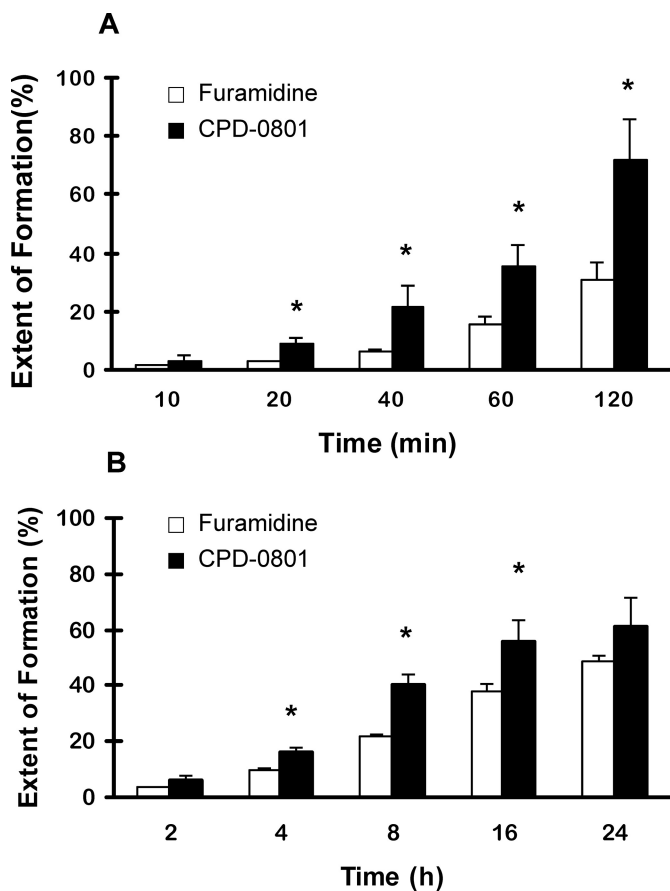 A
Extent of Formation(%)
100
80
60
40
20
0
Furamidine
CPD-0801
*
*
*
*
10 20 40 60 120
Time (min)
B
Extent of Formation (%)
100
80
60
40
20
0
Furamidine
CPD-0801
*
*
*
2 4 8 16 24
Time (h)